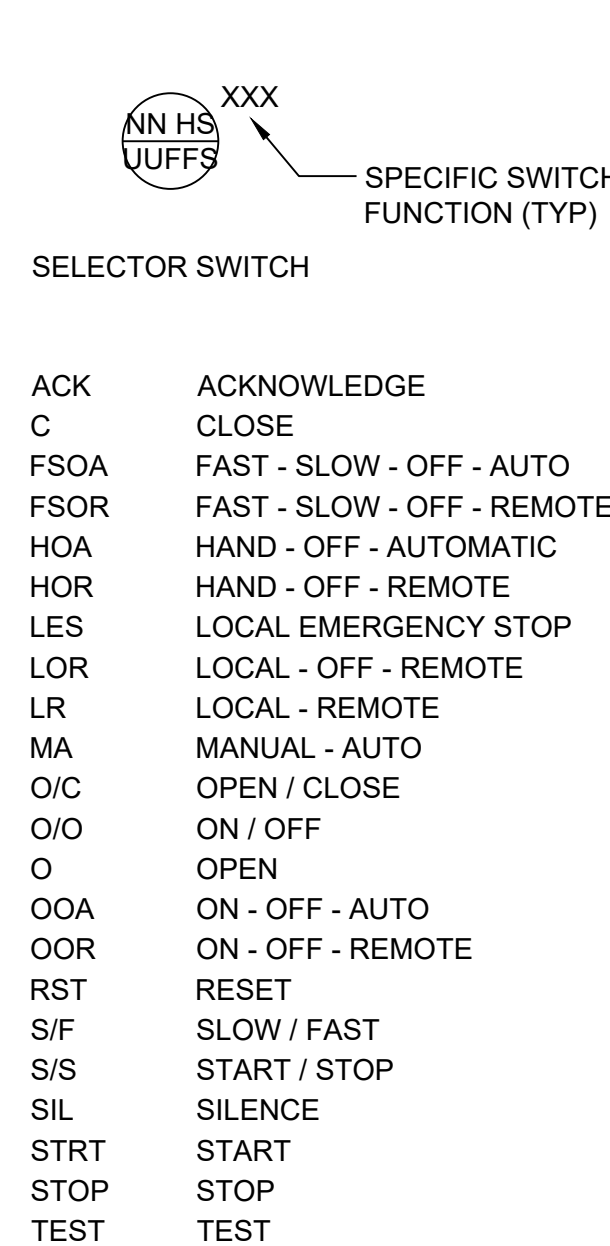 XXX
NN HS
UUFFS
SPECIFIC SWITCH
FUNCTION (TYP)
SELECTOR SWITCH
ACK ACKNOWLEDGE
C CLOSE
FSOA FAST - SLOW - OFF - AUTO
FSOR FAST - SLOW - OFF - REMOTE
HOA HAND - OFF - AUTOMATIC
HOR HAND - OFF - REMOTE
LES LOCAL EMERGENCY STOP
LOR LOCAL - OFF - REMOTE
LR LOCAL - REMOTE
MA MANUAL - AUTO
O/C OPEN / CLOSE
O/O ON / OFF
O OPEN
OOA ON - OFF - AUTO
OOR ON - OFF - REMOTE
RST RESET
S/F SLOW / FAST
S/S START / STOP
SIL SILENCE
STRT START
STOP STOP
TEST TEST